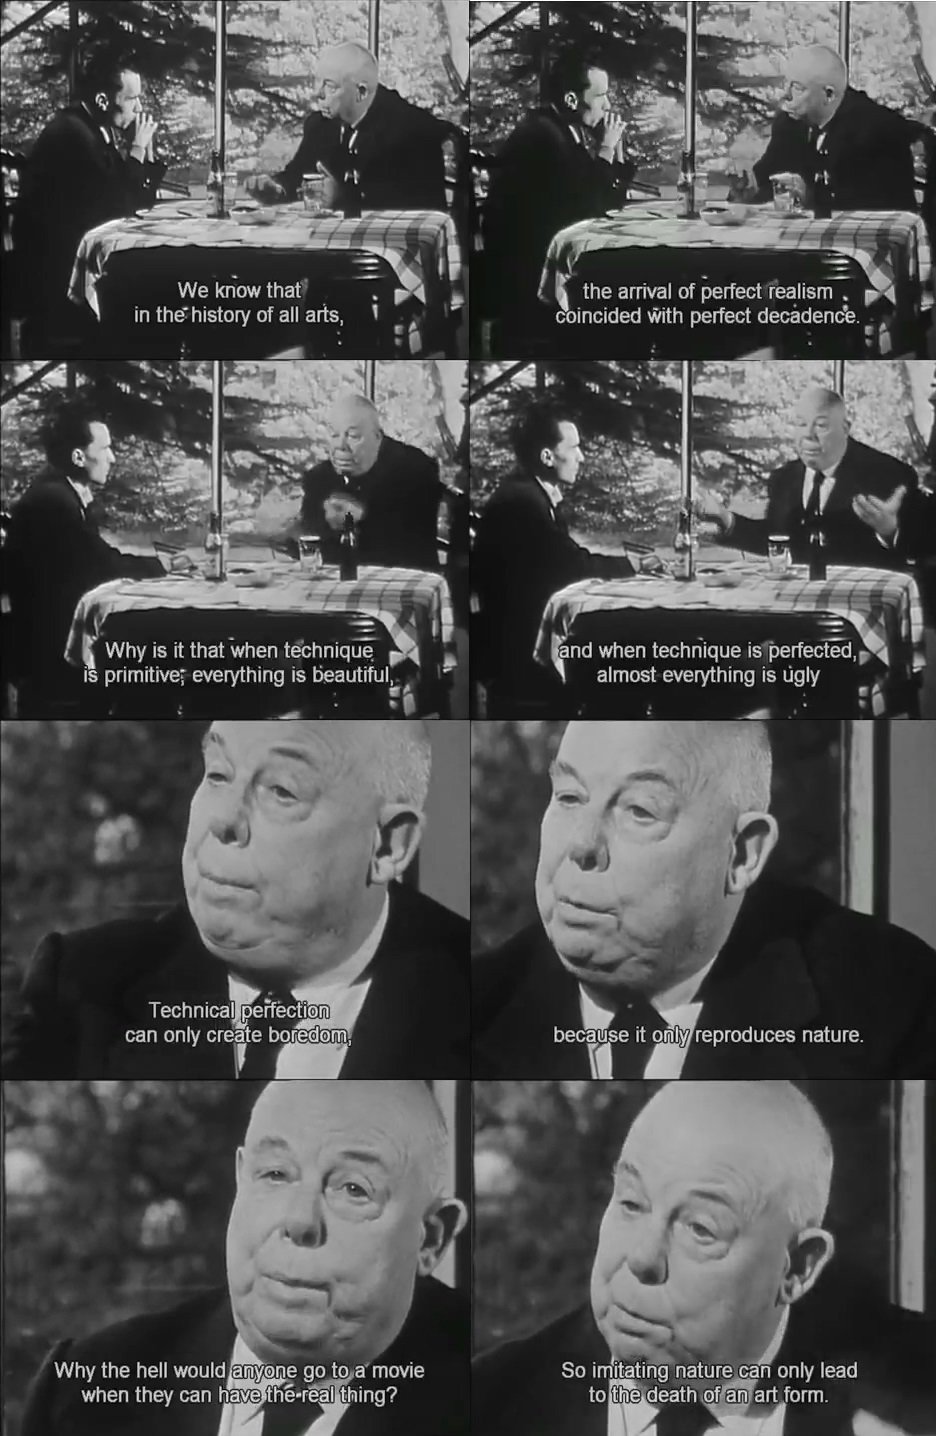 We know that
in the history of all arts,
the arrival of perfect realism
coincided with perfect decadence.
Why is it that when technique
is primitive, everything is beautiful,
and when technique is perfected,
almost everything is ugly
Technical perfection
can only create boredom,
because it only reproduces nature.
Why the hell would anyone go to a movie
when they can have the real thing?
So imitating nature can only lead
to the death of an art form.